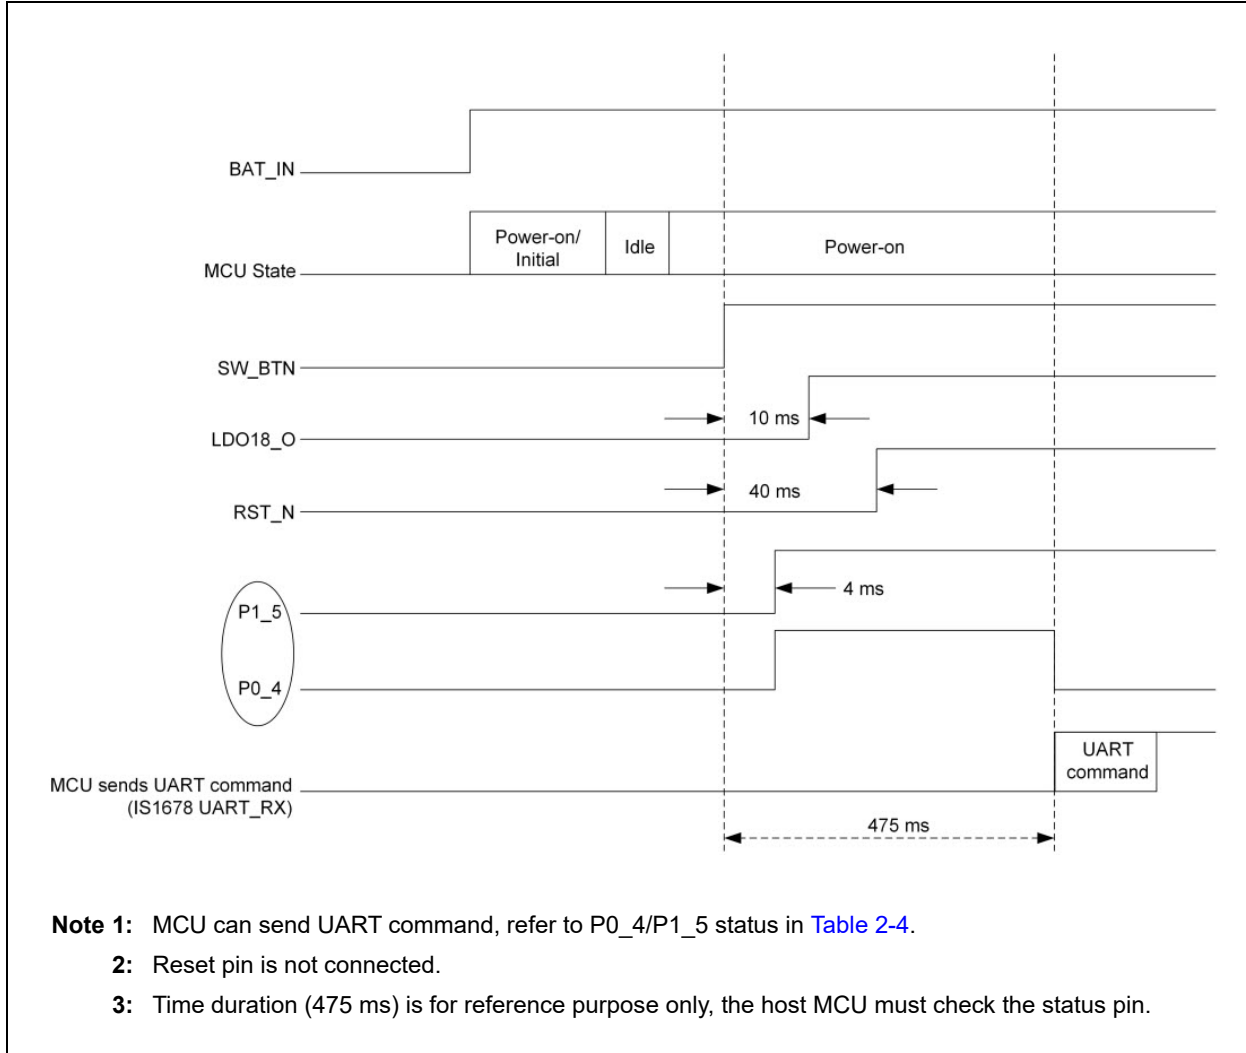 BAT_IN
Power-on/
Initial
Idle
Power-on
MCU State
SW_BTN
10 ms
LDO18_O
40 ms
RST_N
4 ms
P1_5
P0_4
UART
command
MCU sends UART command
(IS1678 UART_RX)
475 ms
Note 1: MCU can send UART command, refer to P0_4/P1_5 status in Table 2-4.
2: Reset pin is not connected.
3: Time duration (475 ms) is for reference purpose only, the host MCU must check the status pin.